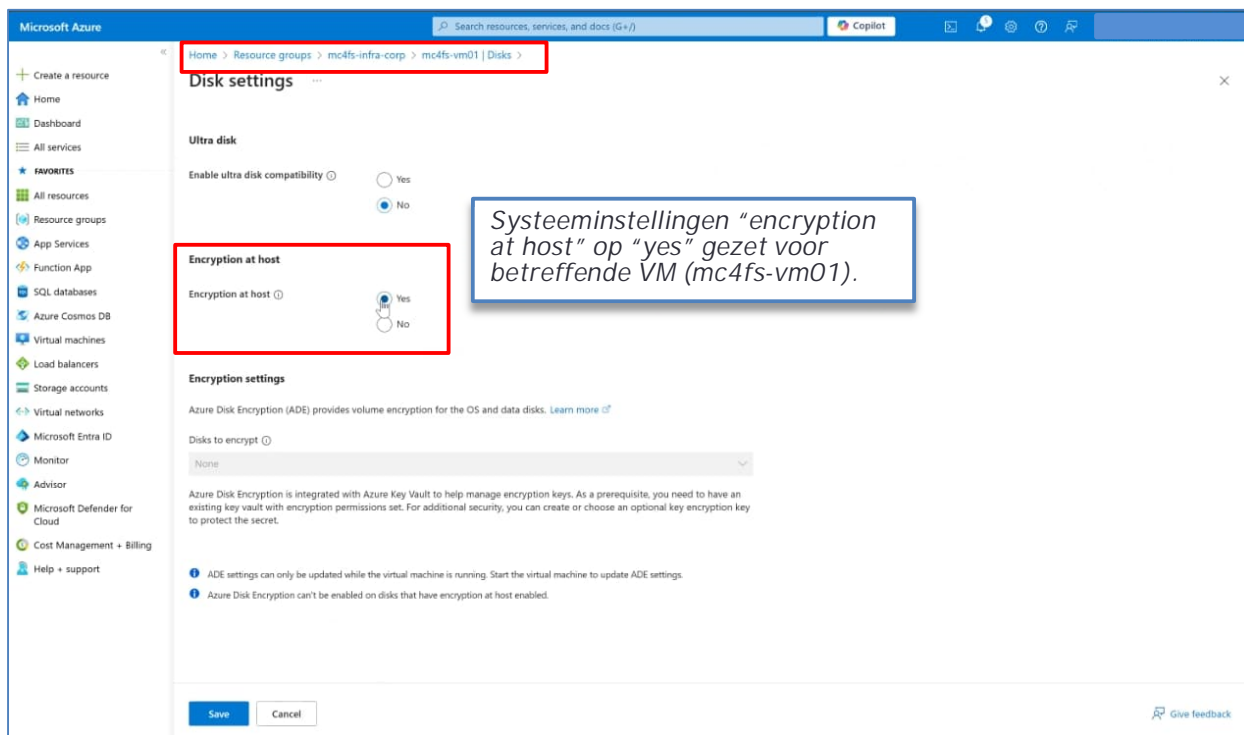 Microsoft Azure
Search resources, services, and docs (G+/)
Copilot
1
Home > Resource groups > mc4fs-infra-corp > mc4fs-vm01 | Disks >
Disk settings ...
Create a resource
Home
Dashboard
All services
FAVORITES
All resources
Resource groups
App Services
Function App
SQL databases
Azure Cosmos DB
Virtual machines
Load balancers
Storage accounts
Virtual networks
Microsoft Entra ID
Monitor
Advisor
Microsoft Defender for
Cloud
Cost Management + Billing
Help + support
Ultra disk
Enable ultra disk compatibility
Yes
No
Systeeminstellingen “encryption
at host” op “yes” gezet voor
betreffende VM (mc4fs-vm01).
Encryption at host
Encryption at host
Yes
No
Encryption settings
Azure Disk Encryption (ADE) provides volume encryption for the OS and data disks. Learn more
Disks to encrypt
None
Azure Disk Encryption is integrated with Azure Key Vault to help manage encryption keys. As a prerequisite, you need to have an
existing key vault with encryption permissions set. For additional security, you can create or choose an optional key encryption key
to protect the secret.
ADE settings can only be updated while the virtual machine is running. Start the virtual machine to update ADE settings.
Azure Disk Encryption can't be enabled on disks that have encryption at host enabled.
Save
Cancel
Give feedback